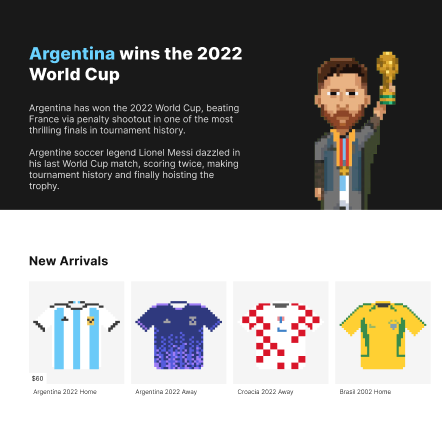 Argentina wins the 2022
World Cup
Argentina has won the 2022 World Cup, beating
France via penalty shootout in one of the most
thrilling finals in tournament history.
Argentine soccer legend Lionel Messi dazzled in
his last World Cup match, scoring twice, making
tournament history and finally hoisting the
trophy.
New Arrivals
$60
Argentina 2022 Home
Argentina 2022 Away
Croacia 2022 Away
Brasil 2002 Home